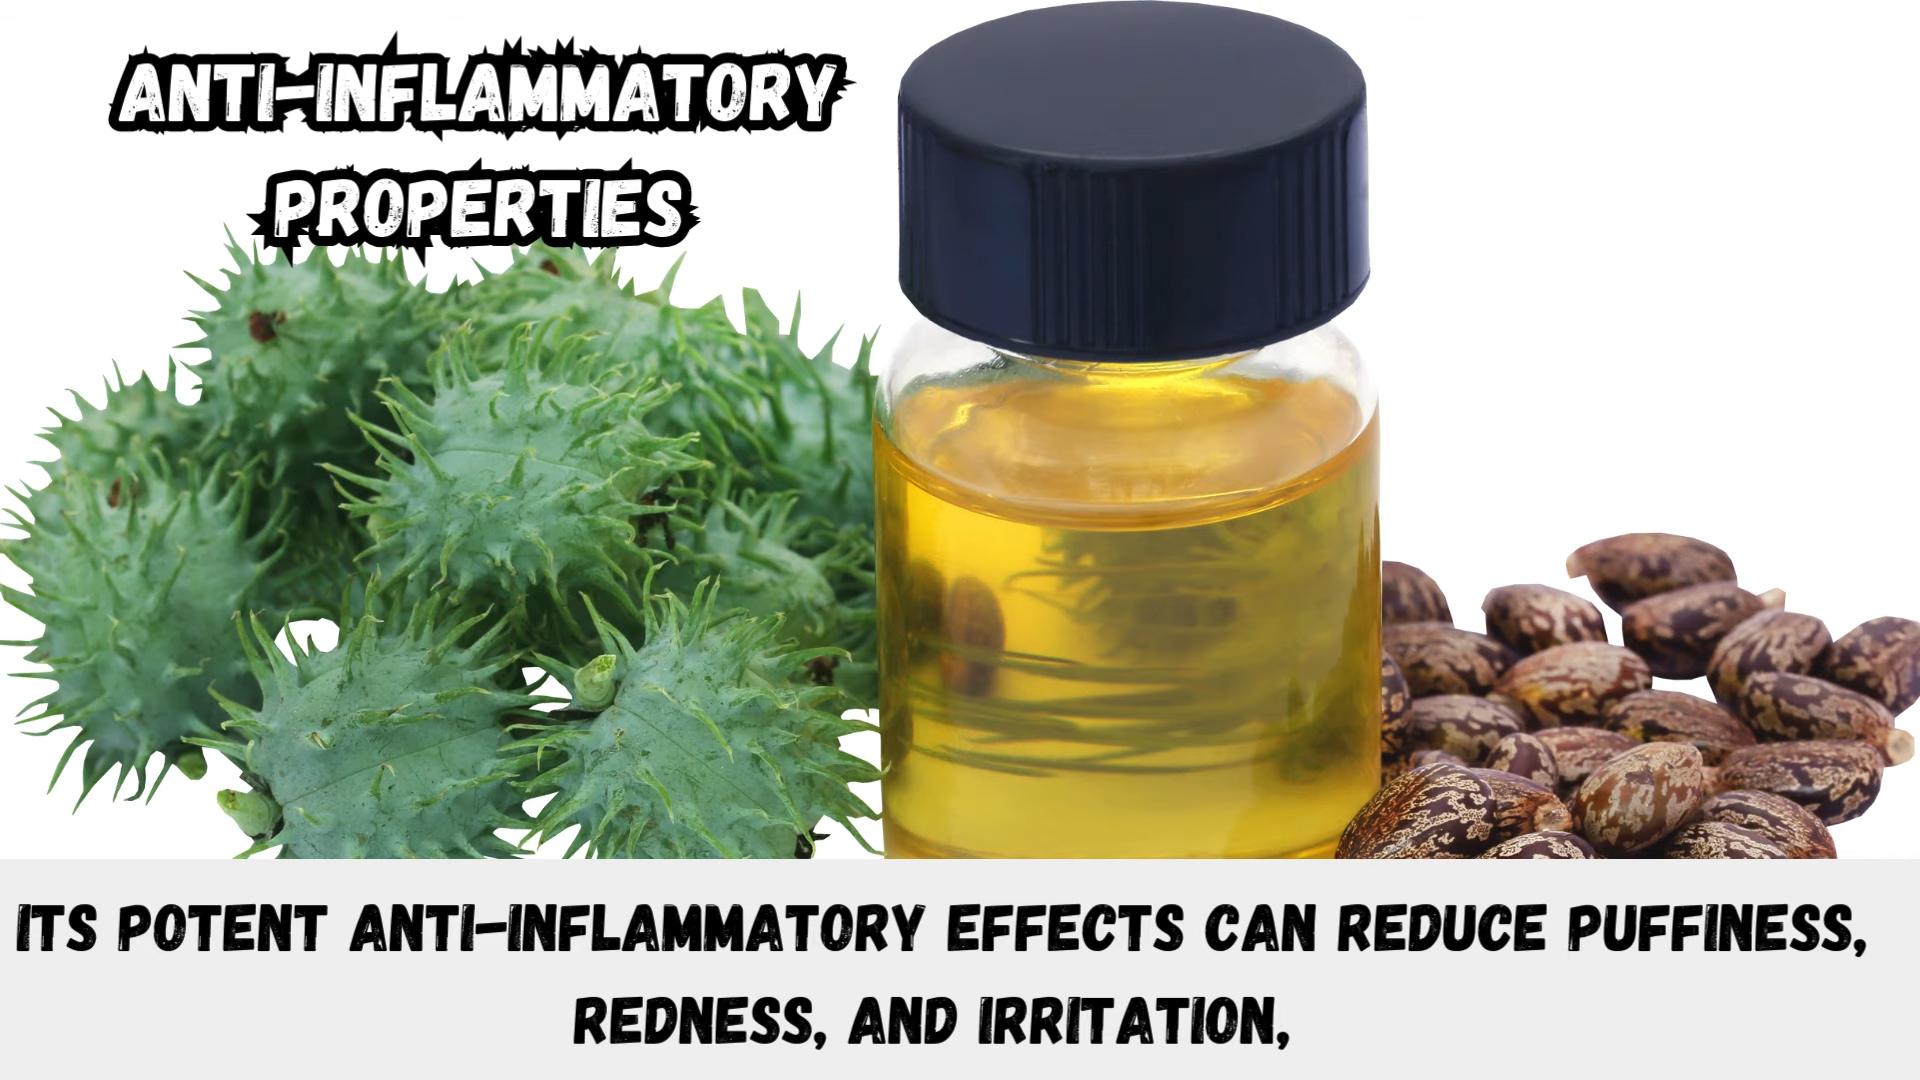 ANTI-INFLAMMATORY
PROPERTIES
ITS POTENT ANTI-INFLAMMATORY EFFECTS CAN REDUCE PUFFINESS,
REDNESS, AND IRRITATION,